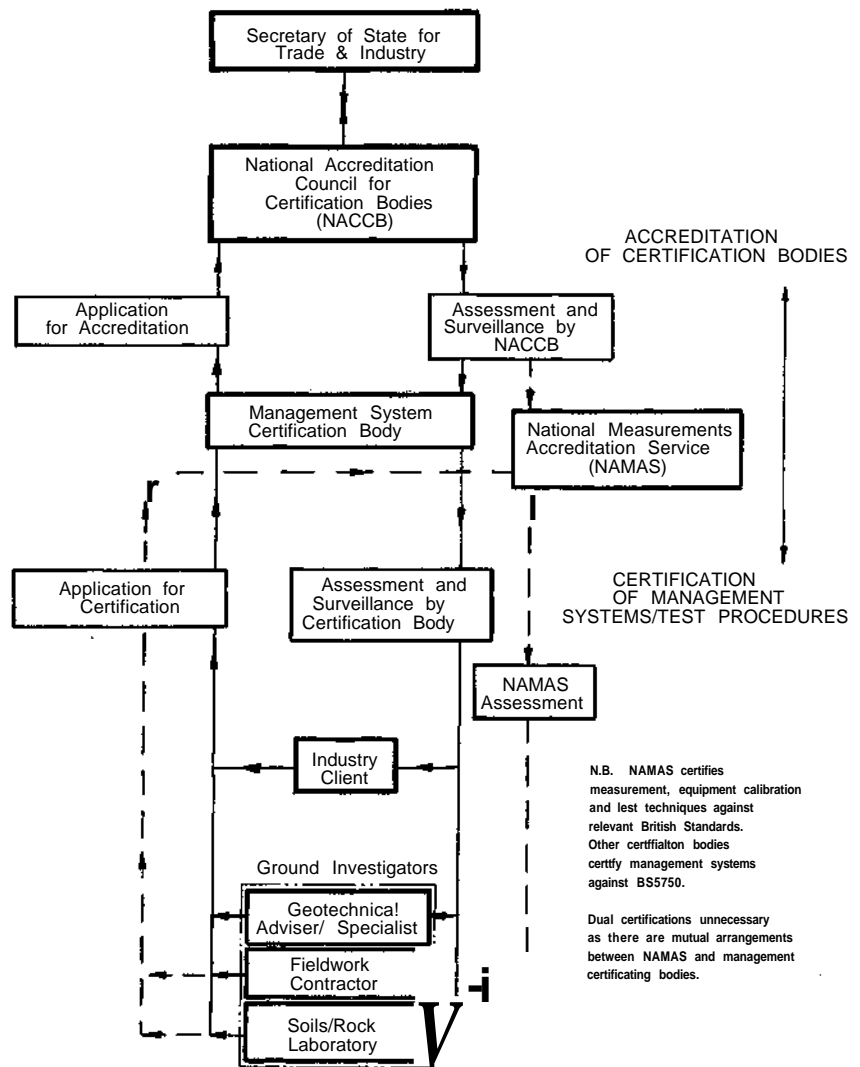 Secretary of State for
Trade & Industry
National Accreditation
Council for
Certification Bodies
(NACCB)
ACCREDITATION
OF CERTIFICATION BODIES
Application
for Accreditation
Assessment and
Surveillance by
NACCB
Management System
Certification Body
National Measurements
Accreditation Service
(NAMAS)
Application for
Certification
Assessment and
Surveillance by
Certification Body
CERTIFICATION
OF MANAGEMENT
SYSTEMS/TEST PROCEDURES
NAMAS
Assessment
Industry
Client
N.B. NAMAS certifies
measurement, equipment calibration
and lest techniques against
relevant British Standards.
Other certffialton bodies
certfy management systems
against BS5750.
Dual certifications unnecessary
as there are mutual arrangements
between NAMAS and management
certificating bodies.
Ground Investigators
Geotechnica!
Adviser/ Specialist
Fieldwork
Contractor
Soils/Rock
Laboratory